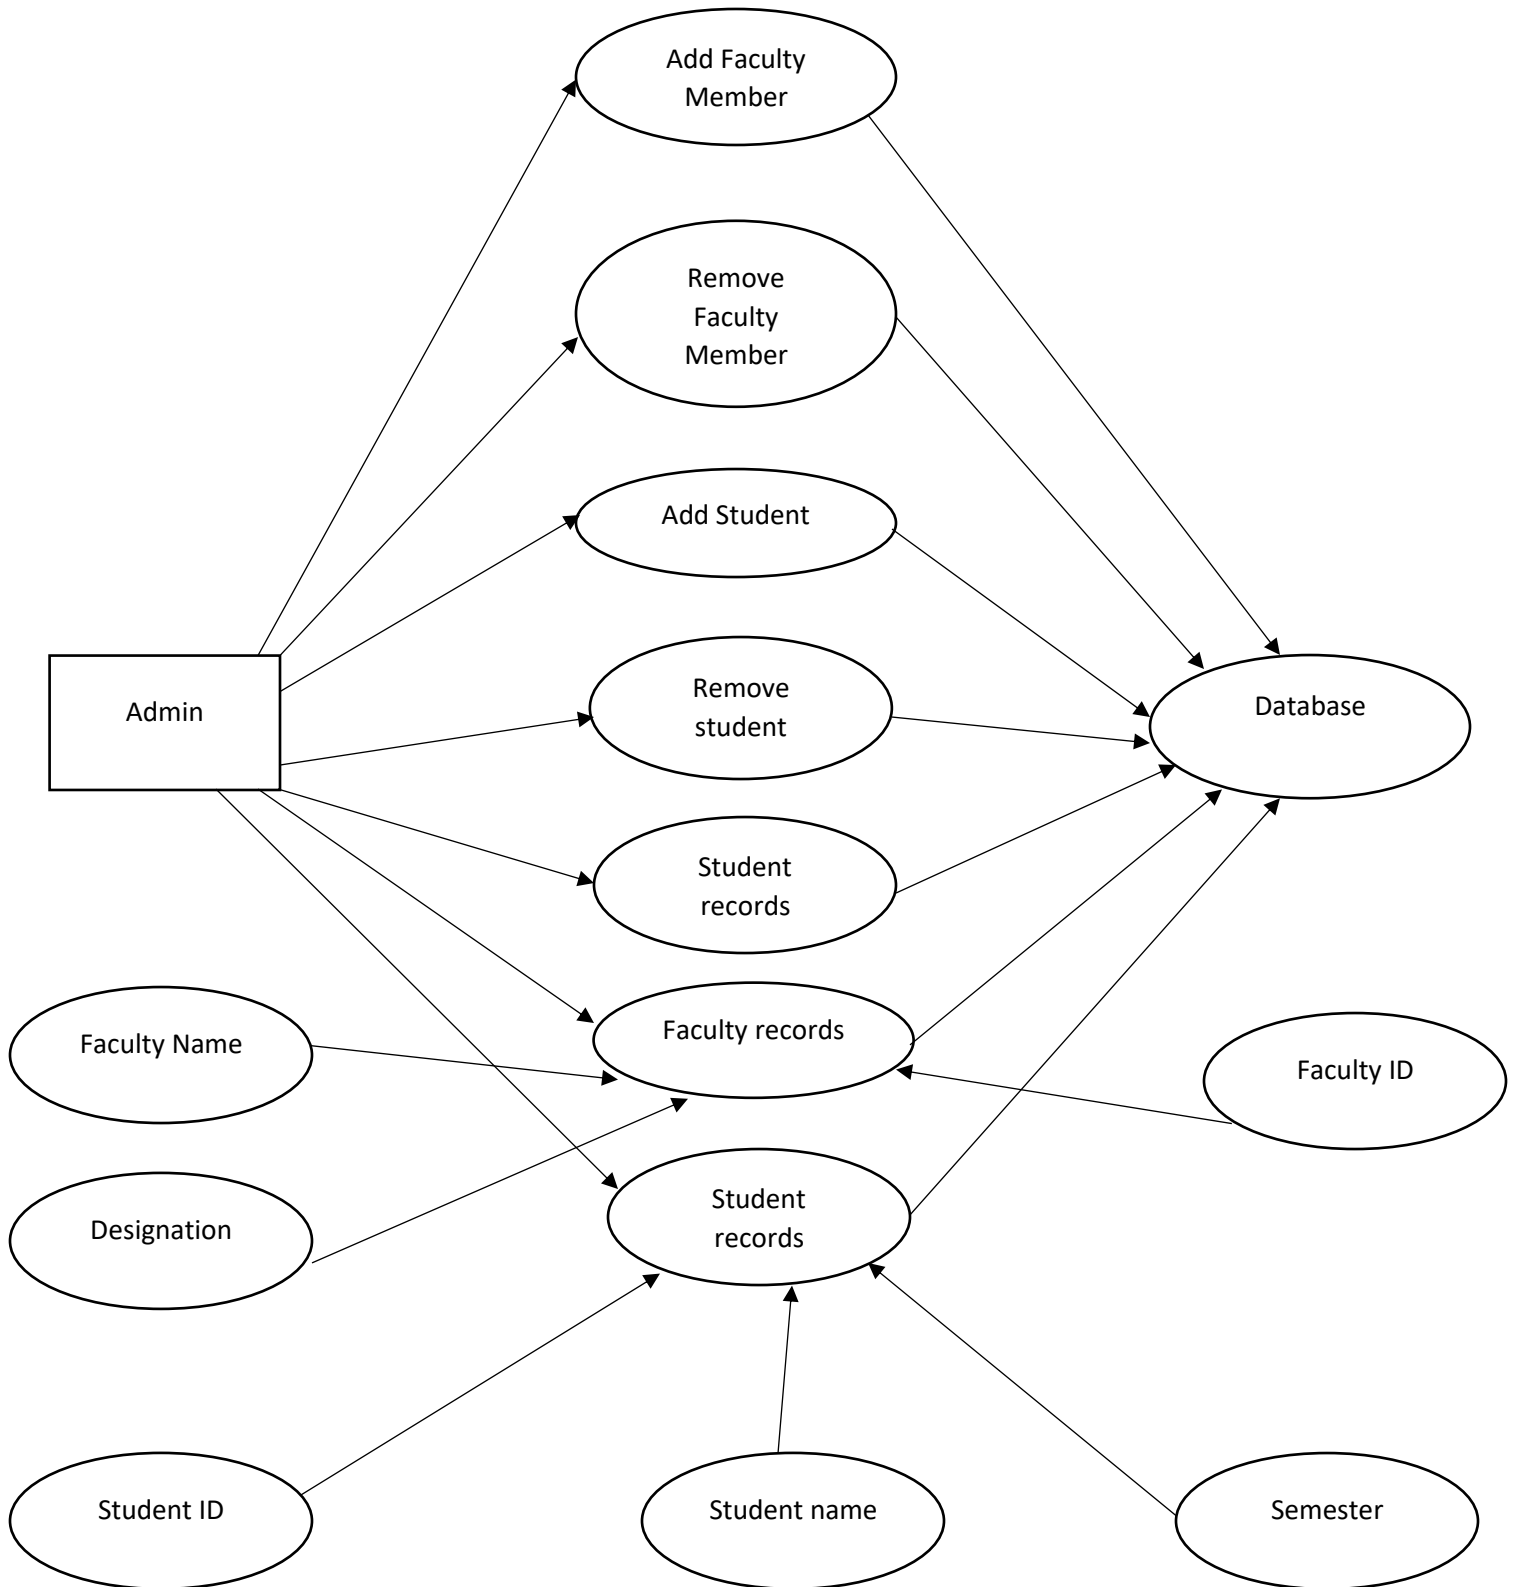 Add Faculty
Member
Remove
Faculty
Member
Add Student
Remove
student
Admin
Database
Student
records
Faculty records
Faculty Name
Faculty ID
Student
records
Designation
Student ID
Student name
Semester